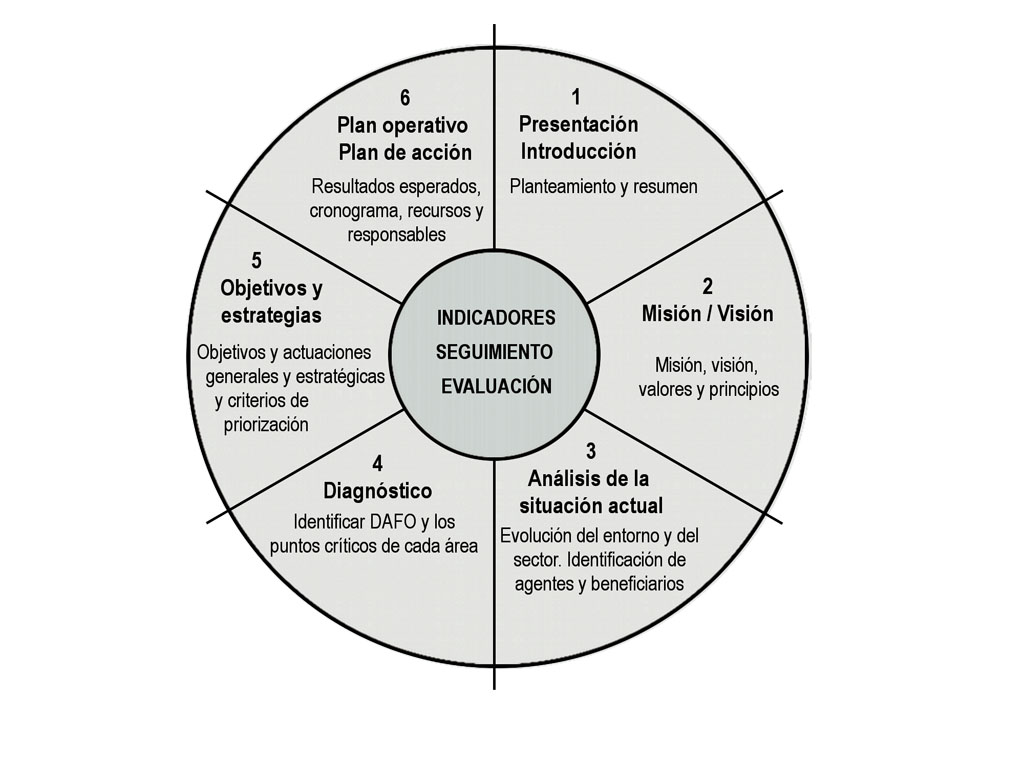 1
Presentación
Introducción
Planteamiento y resumen
2
Misión / Visión
Misión, visión,
valores y principios
3
Análisis de la
situación actual
Evolución del entorno y del
sector. Identificación de
agentes y beneficiarios
4
Diagnóstico
Identificar DAFO y los
puntos críticos de cada área
5
Objetivos y
estrategias
Objetivos y actuaciones
generales y estratégicas
y criterios de
priorización
6
Plan operativo
Plan de acción
Resultados esperados,
cronograma, recursos y
responsables
INDICADORES
SEGUIMIENTO
EVALUACIÓN